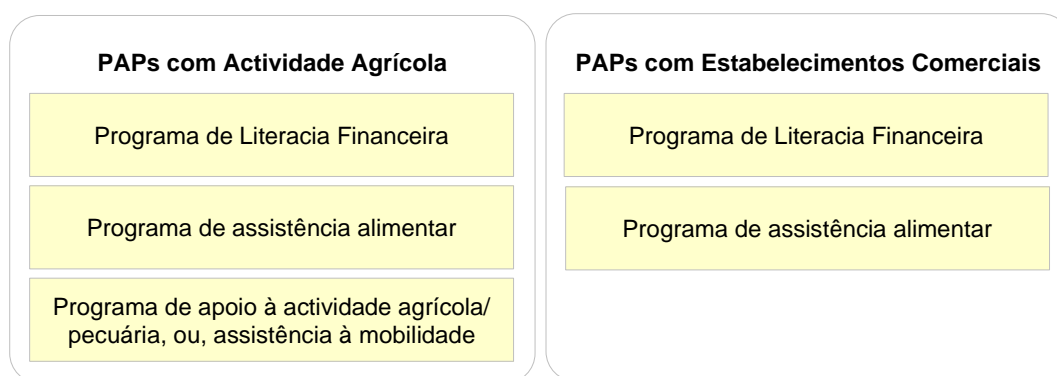 PAPs com Actividade Agrícola
Programa de Literacia Financeira
Programa de assistência alimentar
Programa de apoio à actividade agrícola/
pecuária, ou, assistência à mobilidade
PAPs com Estabelecimentos Comerciais
Programa de Literacia Financeira
Programa de assistência alimentar